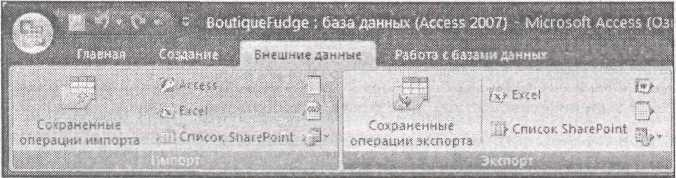 BoutiqueFudge : база данных (Access 2007) - Microsoft Access (Озн
Главная Создание Внешние данные Работа с базами данных
Access
Excel
Список SharePoint
Сохраненные
операции импорта
Импорт
Сохраненные
операции экспорта
Excel
Список SharePoint
Экспорт